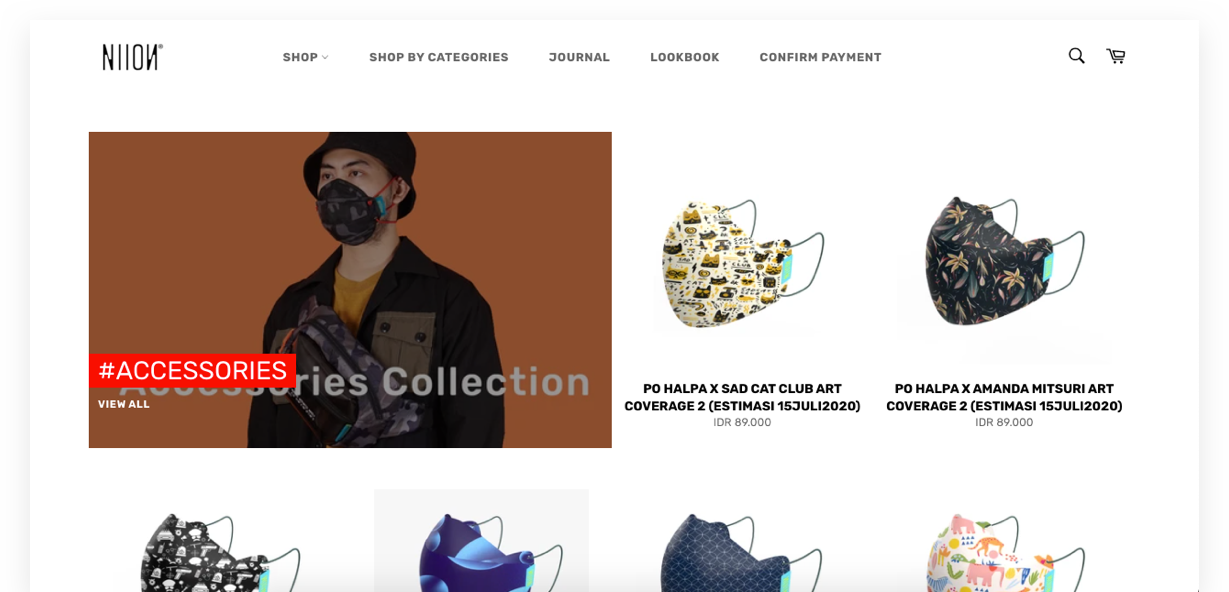 NIION®
SHOP
SHOP BY CATEGORIES
JOURNAL
LOOKBOOK
CONFIRM PAYMENT
#ACCESSORIES
Accessories Collection
VIEW ALL
PO HALPA X SAD CAT CLUB ART
COVERAGE 2 (ESTIMASI 15JULI2020)
IDR 89.000
PO HALPA X AMANDA MITSURI ART
COVERAGE 2 (ESTIMASI 15JULI2020)
IDR 89.000